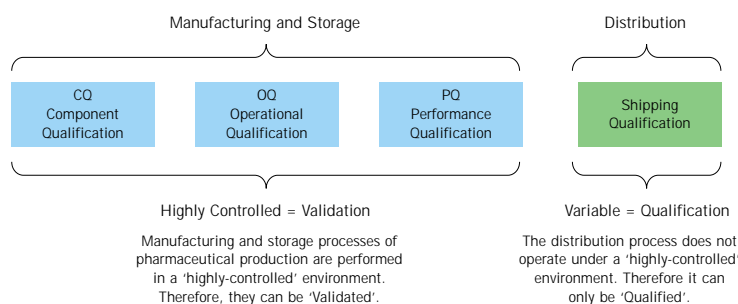 Manufacturing and Storage
Distribution
CQ
Component
Qualification
OQ
Operational
Qualification
PQ
Performance
Qualification
Shipping
Qualification
Highly Controlled = Validation
Variable = Qualification
Manufacturing and storage processes of
pharmaceutical production are performed
in a ‘highly-controlled’ environment.
Therefore, they can be ‘Validated’.
The distribution process does not
operate under a ‘highly-controlled’
environment. Therefore it can
only be ‘Qualified’.